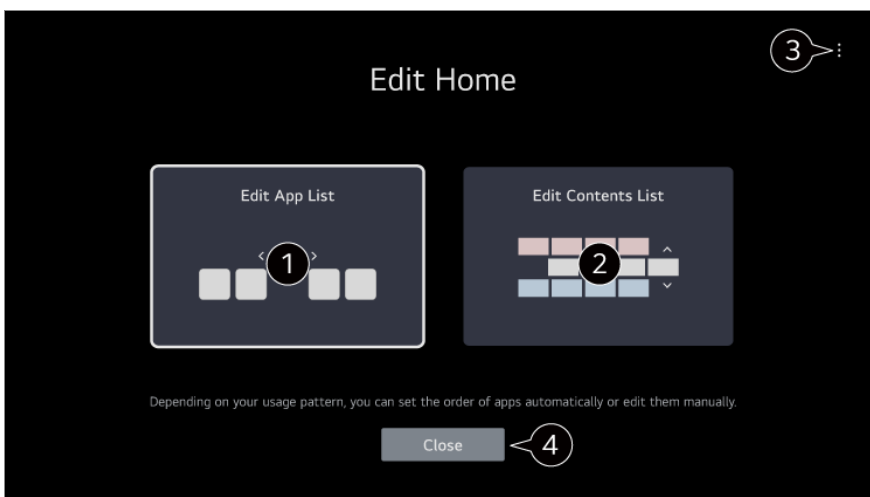 3
Edit Home
Edit App List
Edit Contents List
1
2
Depending on your usage pattern, you can set the order of apps automatically or edit them manually.
Close
4